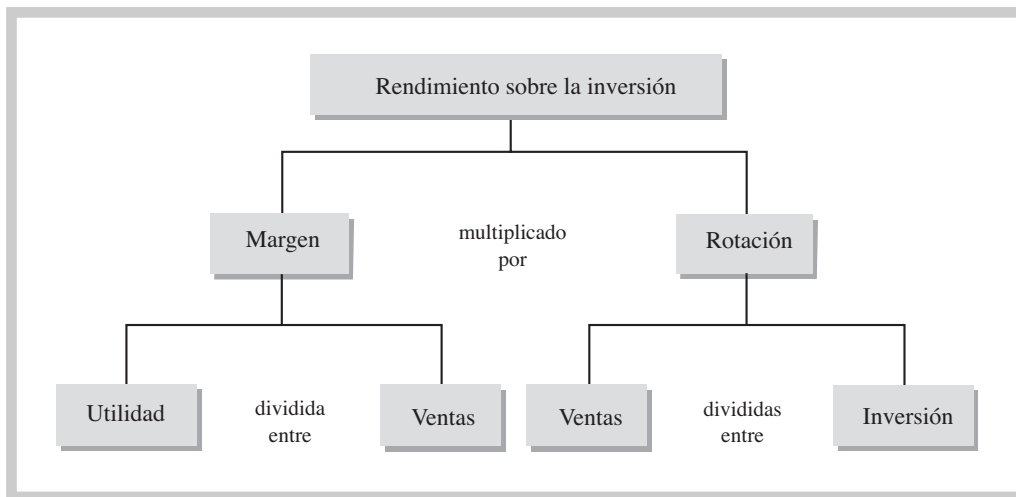 Rendimiento sobre la inversión
Margen
multiplicado
por
Rotación
Utilidad
dividida
entre
Ventas
Ventas
divididas
entre
Inversión